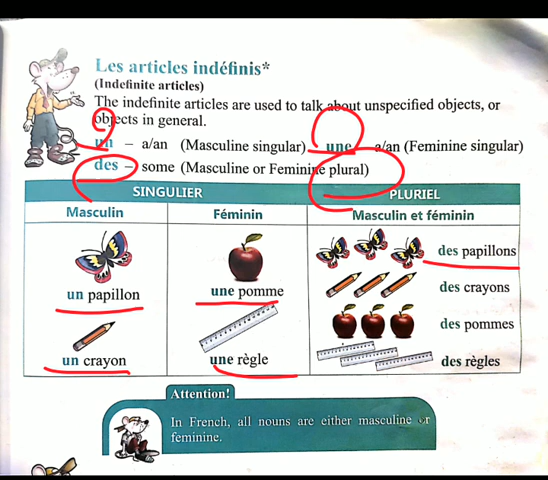 Les articles indéfinis*
(Indefinite articles)
The indefinite articles are used to talk about unspecified objects, or
objects in general.
un – a/an (Masculine singular) une – a/an (Feminine singular)
des – some (Masculine or Feminine plural)
SINGULIER PLURIEL
Masculin Féminin Masculin et féminin
des papillons
un papillon une pomme des crayons
des pommes
un crayon une règle des règles
Attention!
In French, all nouns are either masculine or
feminine.